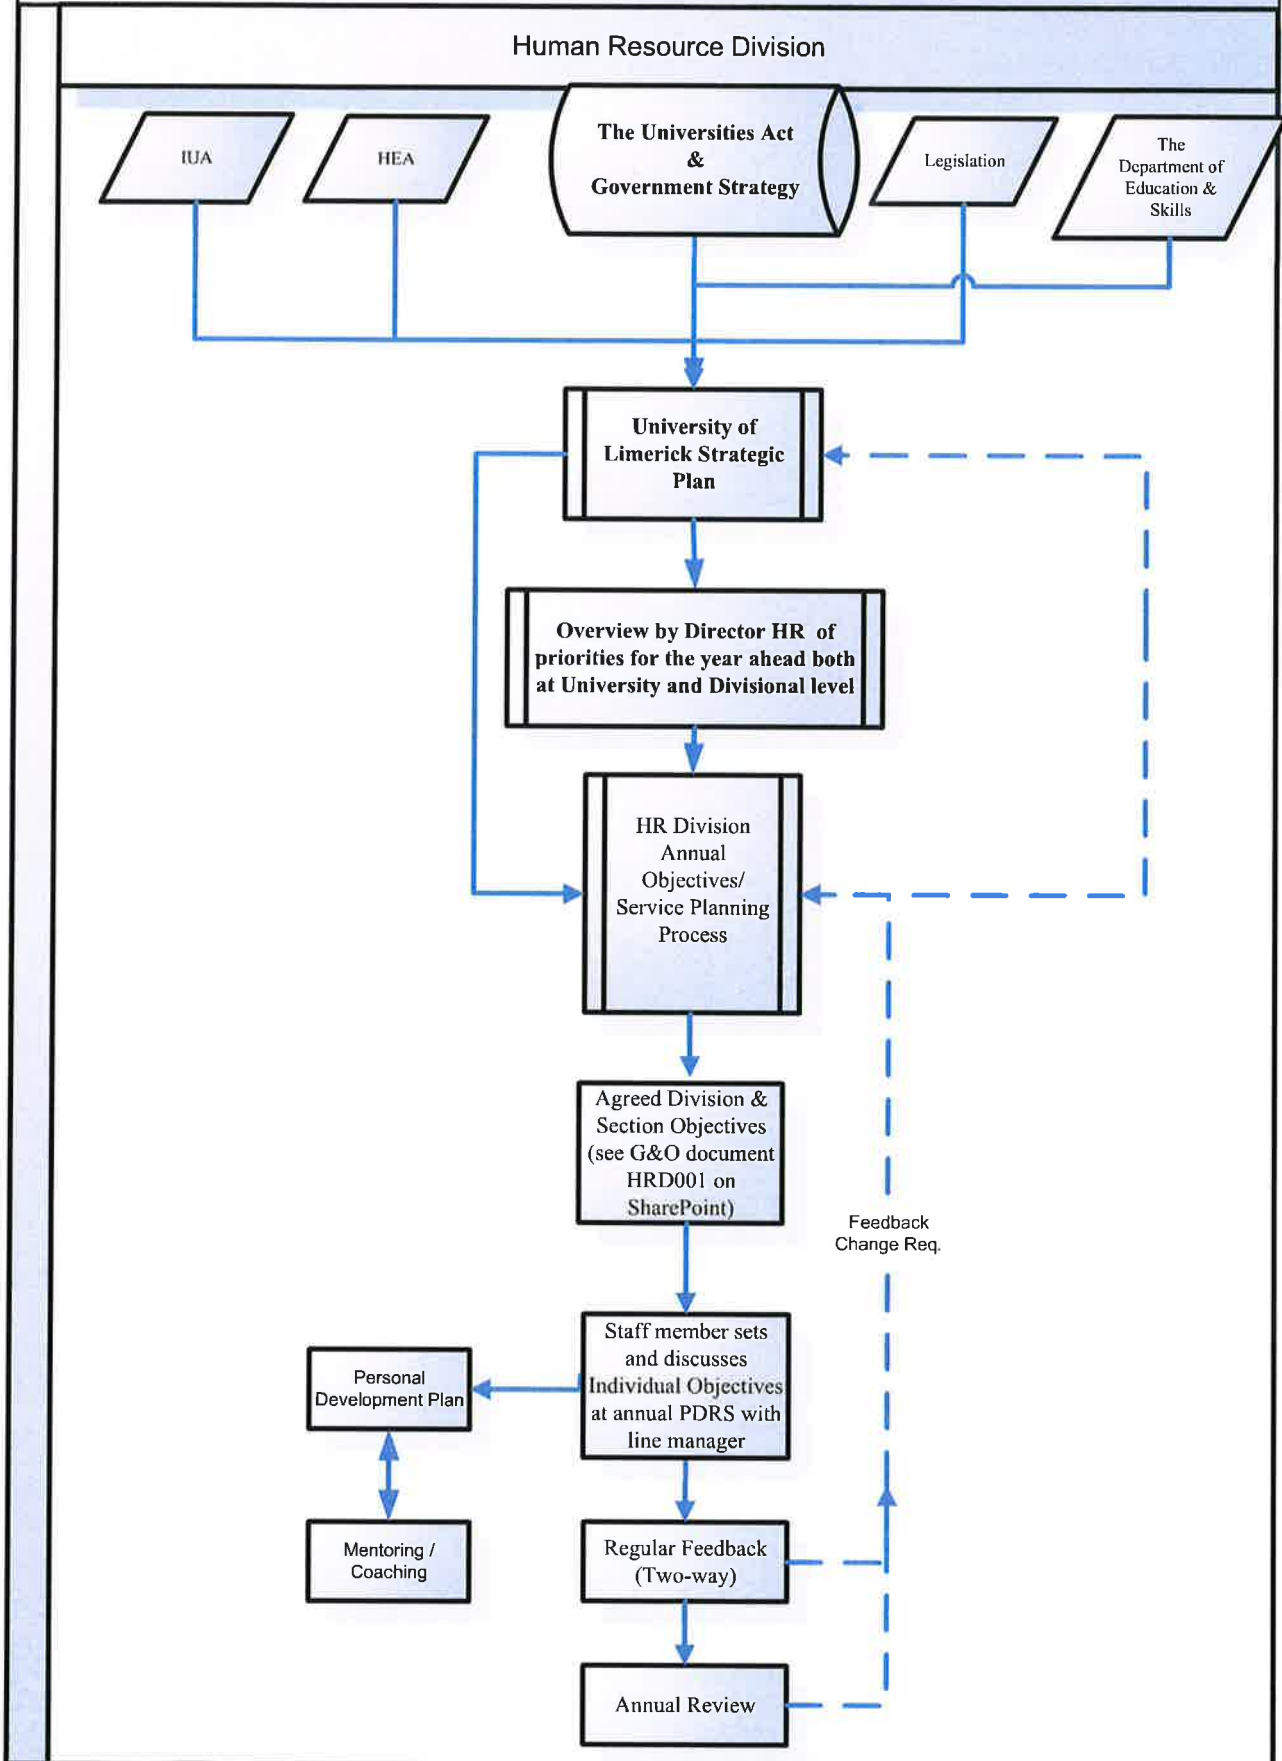 Human Resource Division
IUA
HEA
The Universities Act
&
Government Strategy
Legislation
The
Department of
Education &
Skills
University of
Limerick Strategic
Plan
Overview by Director HR of
priorities for the year ahead both
at University and Divisional level
HR Division
Annual
Objectives/
Service Planning
Process
Agreed Division &
Section Objectives
(see G&O document
HRD001 on
SharePoint)
Feedback
Change Req.
Staff member sets
and discusses
Individual Objectives
at annual PDRS with
line manager
Personal
Development Plan
Mentoring /
Coaching
Regular Feedback
(Two-way)
Annual Review